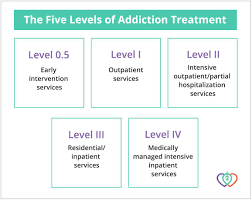 The Five Levels of Addiction Treatment
Level 0.5
Early
intervention
services
Level I
Outpatient
services
Level II
Intensive
outpatient/partial
hospitalization
services
Level III
Residential/
inpatient
services
Level IV
Medically
managed intensive
inpatient services